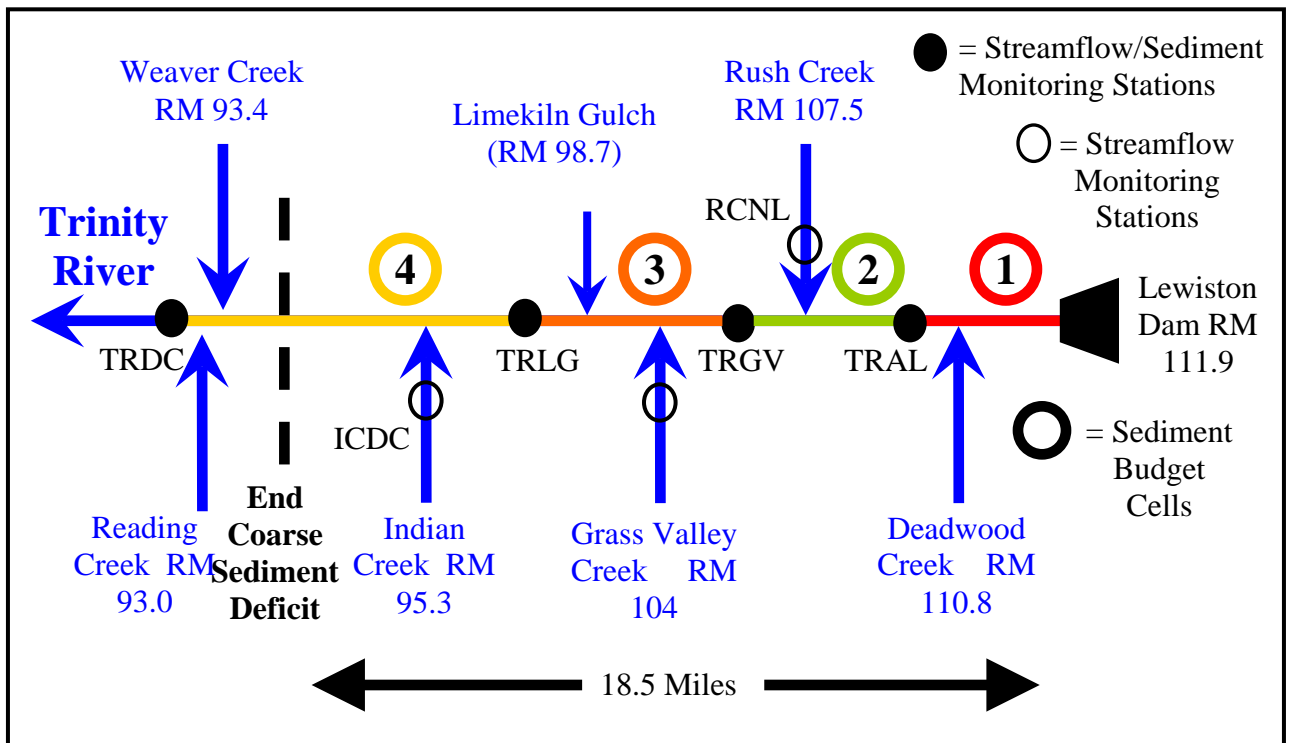 Weaver Creek
RM 93.4
Limekiln Gulch
(RM 98.7)
Rush Creek
RM 107.5
= Streamflow/Sediment
Monitoring Stations
= Streamflow
Monitoring
Stations
RCNL
Trinity
River
4
3
2
1
Lewiston
Dam RM
111.9
TRDC
TRLG
TRGV
TRAL
ICDC
= Sediment
Budget
Cells
End
Coarse
Sediment
Deficit
Reading
Creek RM
93.0
Indian
Creek RM
95.3
Grass Valley
Creek RM
104
Deadwood
Creek RM
110.8
18.5 Miles